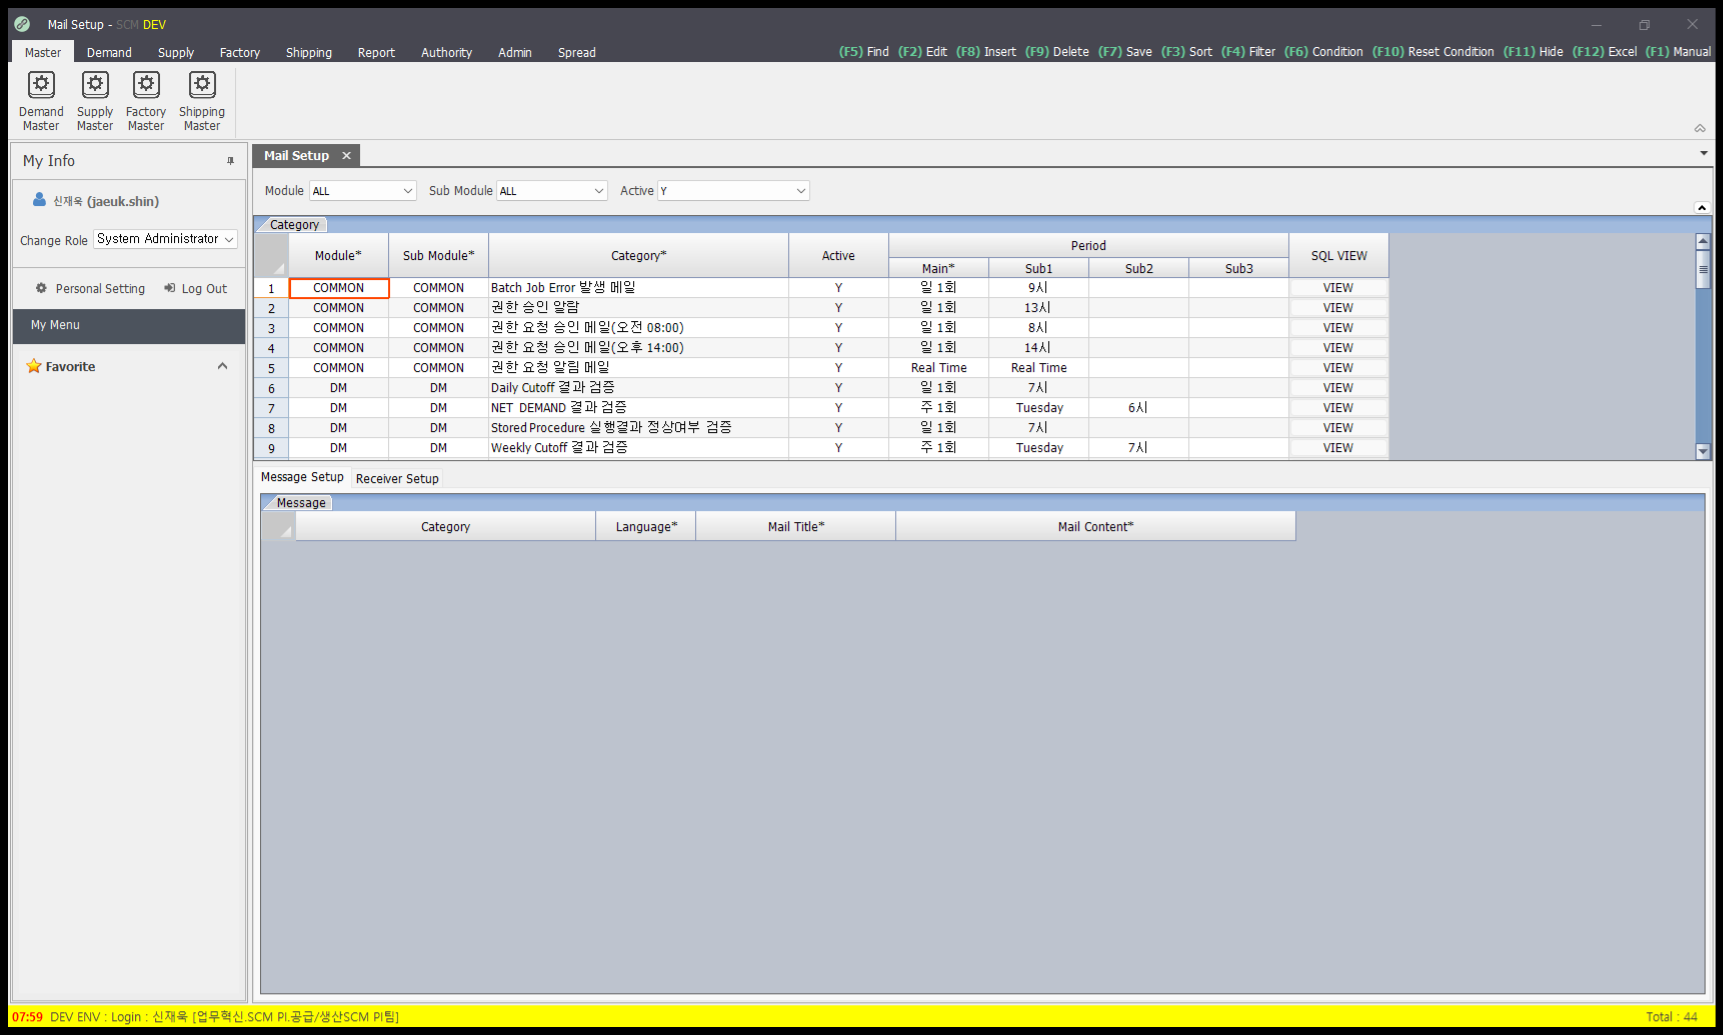 Mail Setup - SCM DEV
Master Demand Supply Factory Shipping Report Authority Admin Spread (F5) Find (F2) Edit (F8) Insert (F9) Delete (F7) Save (F3) Sort (F4) Filter (F6) Condition (F10) Reset Condition (F11) Hide (F12) Excel (F1) Manual
Demand Master
Supply Master
Factory Master
Shipping Master
My Info
신재욱 (jaeuk.shin)
Change Role System Administrator
Personal Setting Log Out
My Menu
Favorite
Mail Setup
Module ALL Sub Module ALL Active Y
Category
Module* Sub Module* Category* Active Period SQL VIEW
Main* Sub1 Sub2 Sub3
1 COMMON COMMON Batch Job Error 발생 메일 Y 일 1회 9시 VIEW
2 COMMON COMMON 권한 승인 알람 Y 일 1회 13시 VIEW
3 COMMON COMMON 권한 요청 승인 메일(오전 08:00) Y 일 1회 8시 VIEW
4 COMMON COMMON 권한 요청 승인 메일(오후 14:00) Y 일 1회 14시 VIEW
5 COMMON COMMON 권한 요청 알림 메일 Y Real Time Real Time VIEW
6 DM DM Daily Cutoff 결과 검증 Y 일 1회 7시 VIEW
7 DM DM NET DEMAND 결과 검증 Y 주 1회 Tuesday 6시 VIEW
8 DM DM Stored Procedure 실행결과 정상여부 검증 Y 일 1회 7시 VIEW
9 DM DM Weekly Cutoff 결과 검증 Y 주 1회 Tuesday 7시 VIEW
Message Setup Receiver Setup
Message
Category Language* Mail Title* Mail Content*
07:59 DEV ENV : Login : 신재욱 [업무혁신.SCM PI.공급/생산SCM PI팀] Total : 44